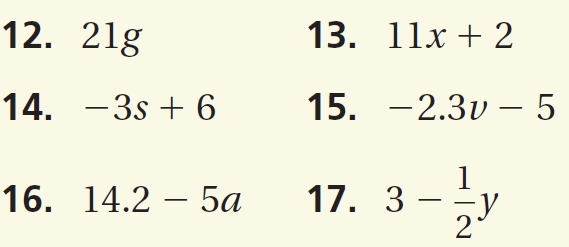 12. 21g 13. 11x + 2
14. −3s + 6 15. −2.3v − 5
16. 14.2 − 5a 17. 3 − 1/2 y